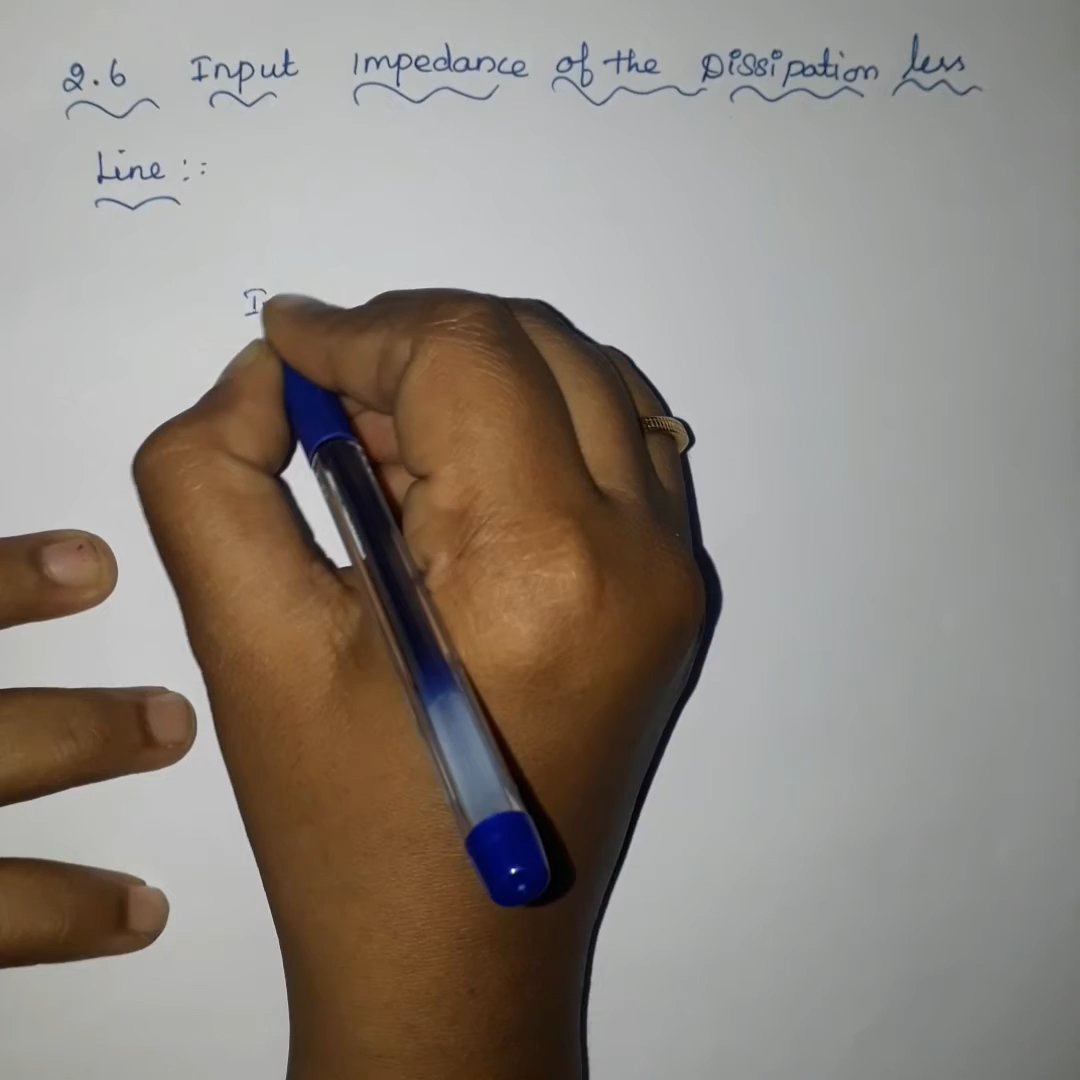 2.6 Input Impedance of the Dissipation less
Line ::
I